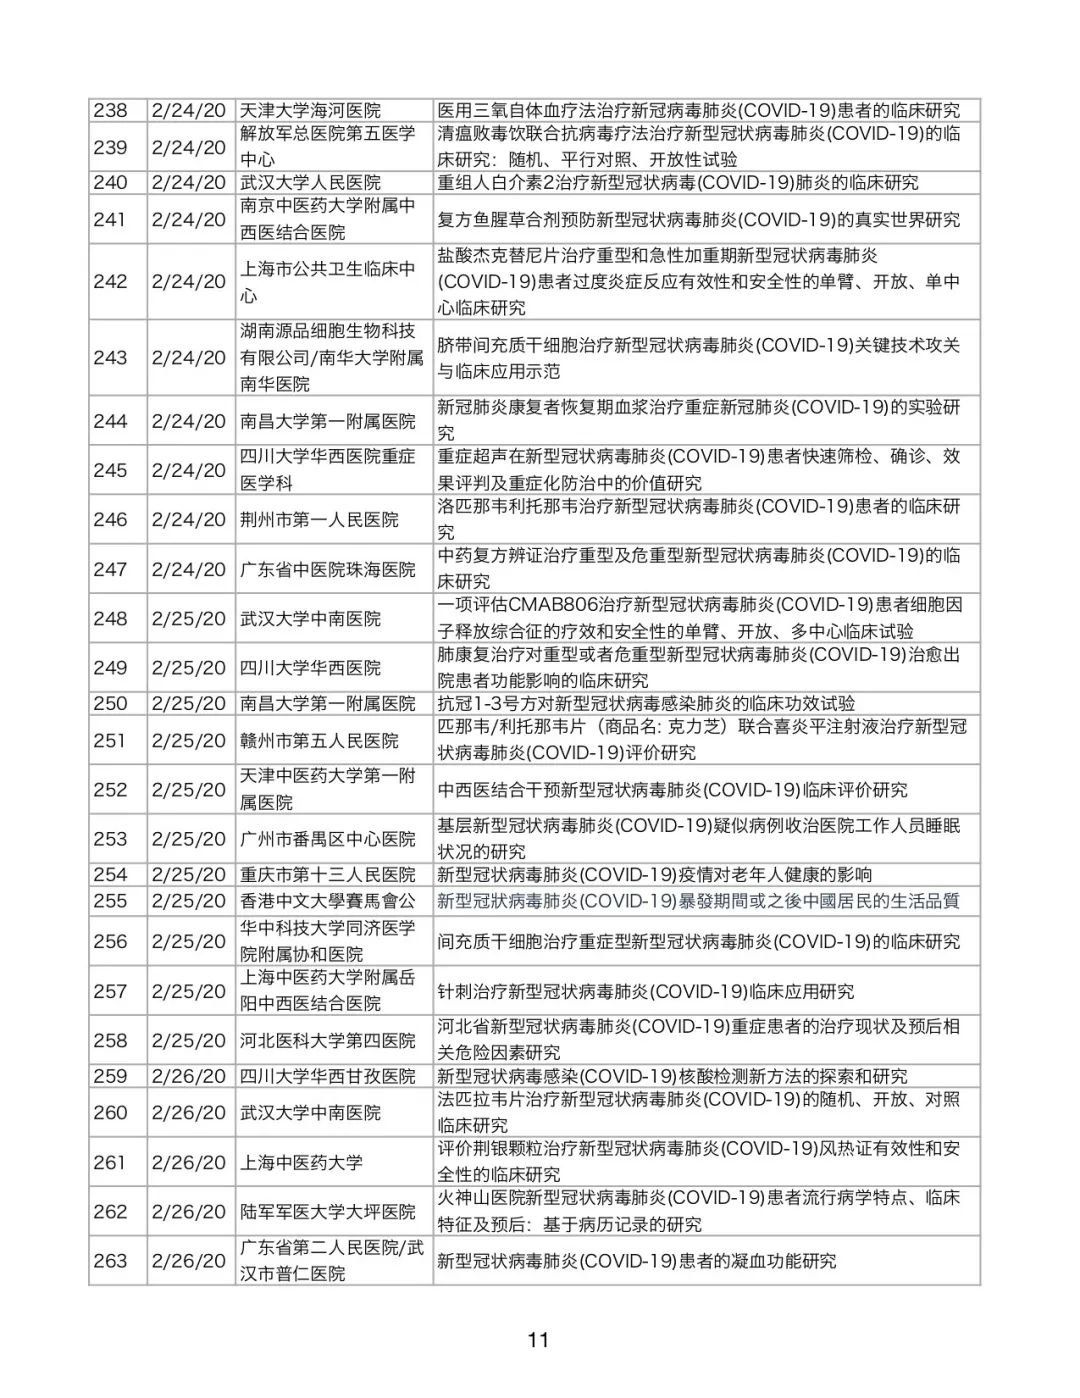 238 2/24/20 天津大学海河医院 医用三氧自体血疗法治疗新冠病毒肺炎(COVID-19)患者的临床研究
239 2/24/20 解放军总医院第五医学
中心 清瘟败毒饮联合抗病毒疗法治疗新型冠状病毒肺炎(COVID-19)的临
床研究：随机、平行对照、开放性试验
240 2/24/20 武汉大学人民医院 重组人白介素2治疗新型冠状病毒(COVID-19)肺炎的临床研究
241 2/24/20 南京中医药大学附属中
西医结合医院 复方鱼腥草合剂预防新型冠状病毒肺炎(COVID-19)的真实世界研究
242 2/24/20 上海市公共卫生临床中
心 盐酸杰克替尼片治疗重型和急性加重期新型冠状病毒肺炎
(COVID-19)患者过度炎症反应有效性和安全性的单臂、开放、单中
心临床研究
243 2/24/20 湖南源品细胞生物科技
有限公司/南华大学附属
南华医院 脐带间充质干细胞治疗新型冠状病毒肺炎(COVID-19)关键技术攻关
与临床应用示范
244 2/24/20 南昌大学第一附属医院 新冠肺炎康复者恢复期血浆治疗重症新冠肺炎(COVID-19)的实验研
究
245 2/24/20 四川大学华西医院重症
医学科 重症超声在新型冠状病毒肺炎(COVID-19)患者快速筛检、确诊、效
果评判及重症化防治中的价值研究
246 2/24/20 荆州市第一人民医院 洛匹那韦利托那韦治疗新型冠状病毒肺炎(COVID-19)患者的临床研
究
247 2/24/20 广东省中医院珠海医院 中药复方辨证治疗重型及危重型新型冠状病毒肺炎(COVID-19)的临
床研究
248 2/25/20 武汉大学中南医院 一项评估CMAB806治疗新型冠状病毒肺炎(COVID-19)患者细胞因
子释放综合征的疗效和安全性的单臂、开放、多中心临床试验
249 2/25/20 四川大学华西医院 肺康复治疗对重型或者危重型新型冠状病毒肺炎(COVID-19)治愈出
院患者功能影响的临床研究
250 2/25/20 南昌大学第一附属医院 抗冠1-3号方对新型冠状病毒感染肺炎的临床功效试验
251 2/25/20 赣州市第五人民医院 匹那韦/利托那韦片（商品名: 克力芝）联合喜炎平注射液治疗新型冠
状病毒肺炎(COVID-19)评价研究
252 2/25/20 天津中医药大学第一附
属医院 中西医结合干预新型冠状病毒肺炎(COVID-19)临床评价研究
253 2/25/20 广州市番禺区中心医院 基层新型冠状病毒肺炎(COVID-19)疑似病例收治医院工作人员睡眠
状况的研究
254 2/25/20 重庆市第十三人民医院 新型冠状病毒肺炎(COVID-19)疫情对老年人健康的影响
255 2/25/20 香港中文大學賽馬會公 新型冠狀病毒肺炎(COVID-19)暴發期間或之後中國居民的生活品質
256 2/25/20 华中科技大学同济医学
院附属协和医院 间充质干细胞治疗重症型新型冠状病毒肺炎(COVID-19)的临床研究
257 2/25/20 上海中医药大学附属岳
阳中西医结合医院 针刺治疗新型冠状病毒肺炎(COVID-19)临床应用研究
258 2/25/20 河北医科大学第四医院 河北省新型冠状病毒肺炎(COVID-19)重症患者的治疗现状及预后相
关危险因素研究
259 2/26/20 四川大学华西甘孜医院 新型冠状病毒感染(COVID-19)核酸检测新方法的探索和研究
260 2/26/20 武汉大学中南医院 法匹拉韦片治疗新型冠状病毒肺炎(COVID-19)的随机、开放、对照
临床研究
261 2/26/20 上海中医药大学 评价荆银颗粒治疗新型冠状病毒肺炎(COVID-19)风热证有效性和安
全性的临床研究
262 2/26/20 陆军军医大学大坪医院 火神山医院新型冠状病毒肺炎(COVID-19)患者流行病学特点、临床
特征及预后：基于病历记录的研究
263 2/26/20 广东省第二人民医院/武
汉市普仁医院 新型冠状病毒肺炎(COVID-19)患者的凝血功能研究
11